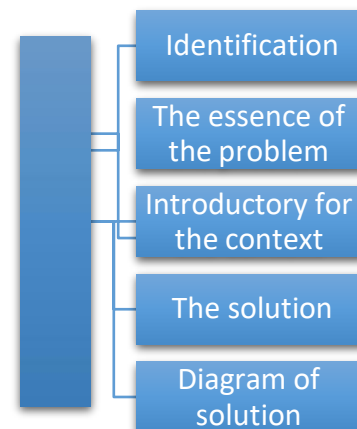 Identification
The essence of
the problem
Introductory for
the context
The solution
Diagram of
solution